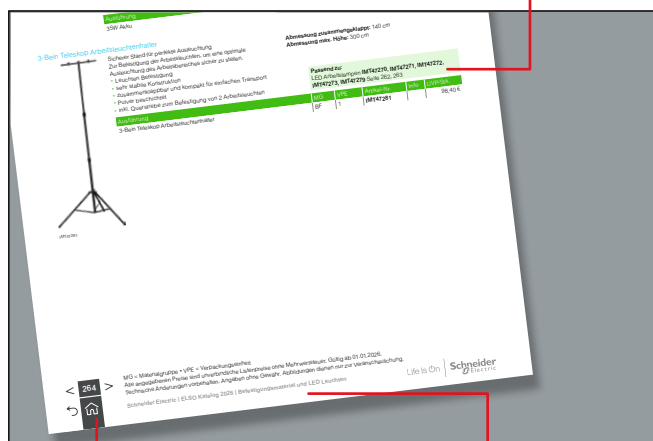 Ausführung
35W Akku
3-Bein Teleskop Arbeitsleuchtenhalter
Sicherer Stand für perfekte Ausleuchtung
Zur Befestigung der Arbeitsleuchten, um eine optimale
Ausleuchtung des Arbeitsbereiches sicher zu stellen.
• Leuchten Befestigung
• sehr stabile Konstruktion
• zusammenklappbar und kompakt für einfachen Transport
• Pulver beschichtet
• inkl. Querstrebe zum Befestigung von 2 Arbeitsleuchten
Abmessung zusammengeklappt: 140 cm
Abmessung max. Höhe: 300 cm
Passend zu:
LED Arbeitslampen IMT47270, IMT47271, IMT47272,
IMT47273, IMT47279 Seite 262, 263
Ausführung MG VPE Artikel-Nr. Info UVP/Stk.
3-Bein Teleskop Arbeitsleuchtenhalter BF 1 IMT47281 98,40 €
IMT47281
MG = Materialgruppe • VPE = Verpackungseinheit
Alle angegebenen Preise sind unverbindliche Listenpreise ohne Mehrwertsteuer. Gültig ab 01.01.2026.
Technische Änderungen vorbehalten. Angaben ohne Gewähr. Abbildungen dienen nur zur Veranschaulichung.
< 264 >
Schneider Electric | ELSO Katalog 2026 | Befestigungsmaterial und LED Leuchten
Life Is On | Schneider Electric